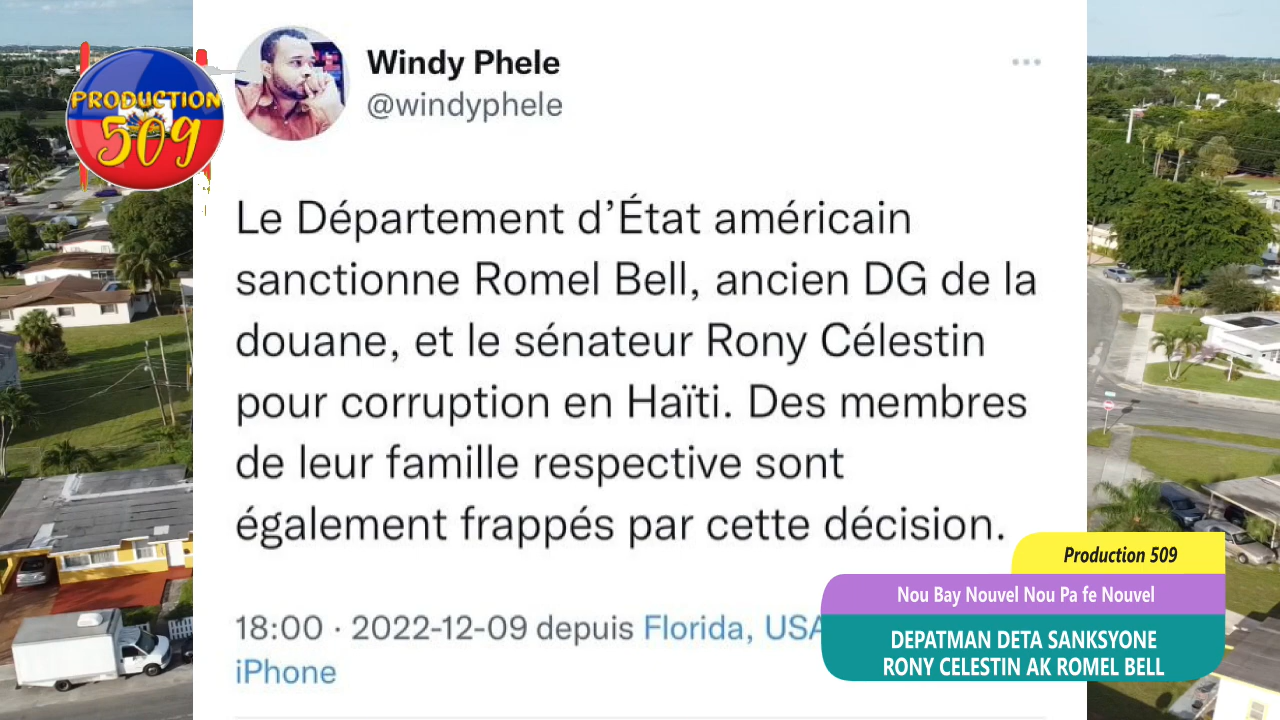 PRODUCTION
509
Windy Phele
@windyphele
Le Département d’État américain
sanctionne Romel Bell, ancien DG de la
douane, et le sénateur Rony Célestin
pour corruption en Haïti. Des membres
de leur famille respective sont
également frappés par cette décision.
18:00 · 2022-12-09 depuis Florida, USA
iPhone
Production 509
Nou Bay Nouvel Nou Pa fe Nouvel
DEPATMAN DETA SANKSYONE
RONY CELESTIN AK ROMEL BELL